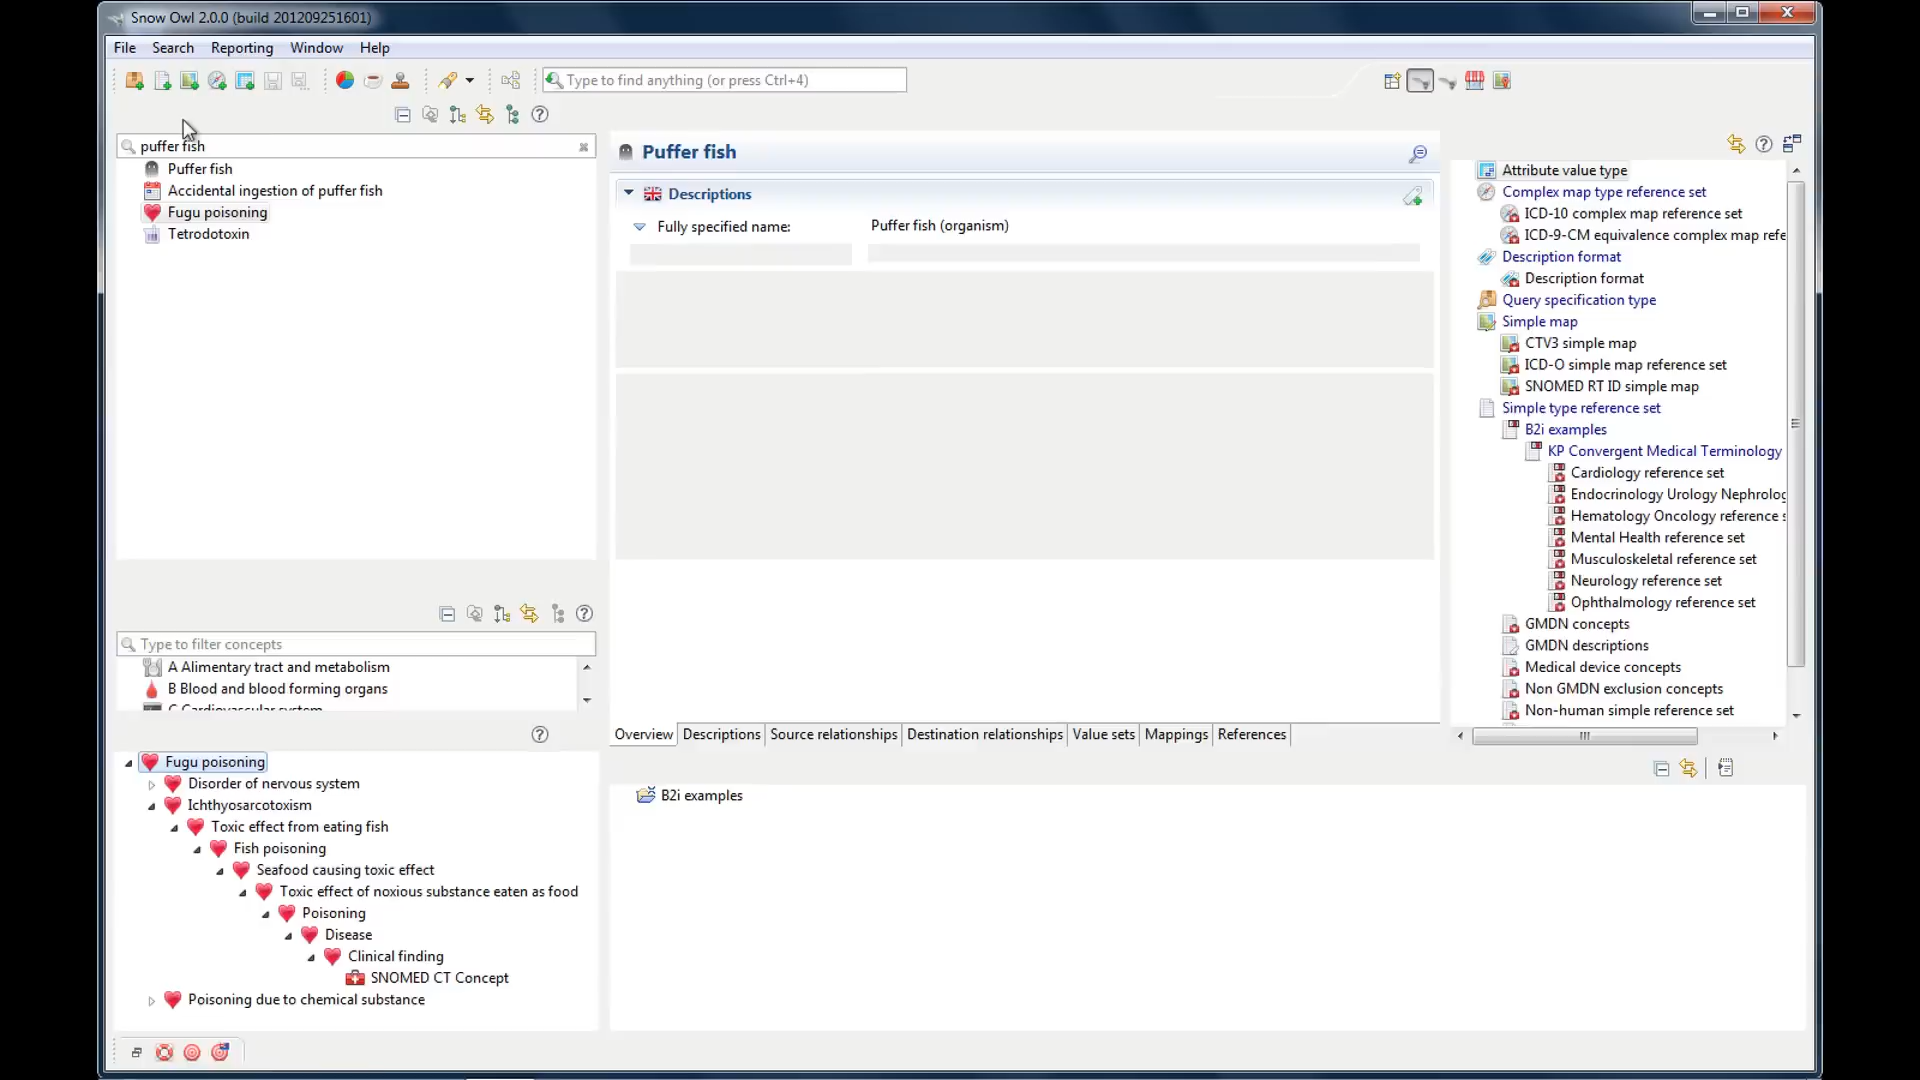 Snow Owl 2.0.0 (build 201209251601)
File Search Reporting Window Help
Type to find anything (or press Ctrl+4)
puffer fish
Puffer fish
Accidental ingestion of puffer fish
Fugu poisoning
Tetrodotoxin
Type to filter concepts
A Alimentary tract and metabolism
B Blood and blood forming organs
C Cardiovascular system
Fugu poisoning
Disorder of nervous system
Ichthyosarcotoxism
Toxic effect from eating fish
Fish poisoning
Seafood causing toxic effect
Toxic effect of noxious substance eaten as food
Poisoning
Disease
Clinical finding
SNOMED CT Concept
Poisoning due to chemical substance
Puffer fish
Descriptions
Fully specified name: Puffer fish (organism)
Overview Descriptions Source relationships Destination relationships Value sets Mappings References
B2i examples
Attribute value type
Complex map type reference set
ICD-10 complex map reference set
ICD-9-CM equivalence complex map refe
Description format
Description format
Query specification type
Simple map
CTV3 simple map
ICD-O simple map reference set
SNOMED RT ID simple map
Simple type reference set
B2i examples
KP Convergent Medical Terminology
Cardiology reference set
Endocrinology Urology Nephrolog
Hematology Oncology reference s
Mental Health reference set
Musculoskeletal reference set
Neurology reference set
Ophthalmology reference set
GMDN concepts
GMDN descriptions
Medical device concepts
Non GMDN exclusion concepts
Non-human simple reference set